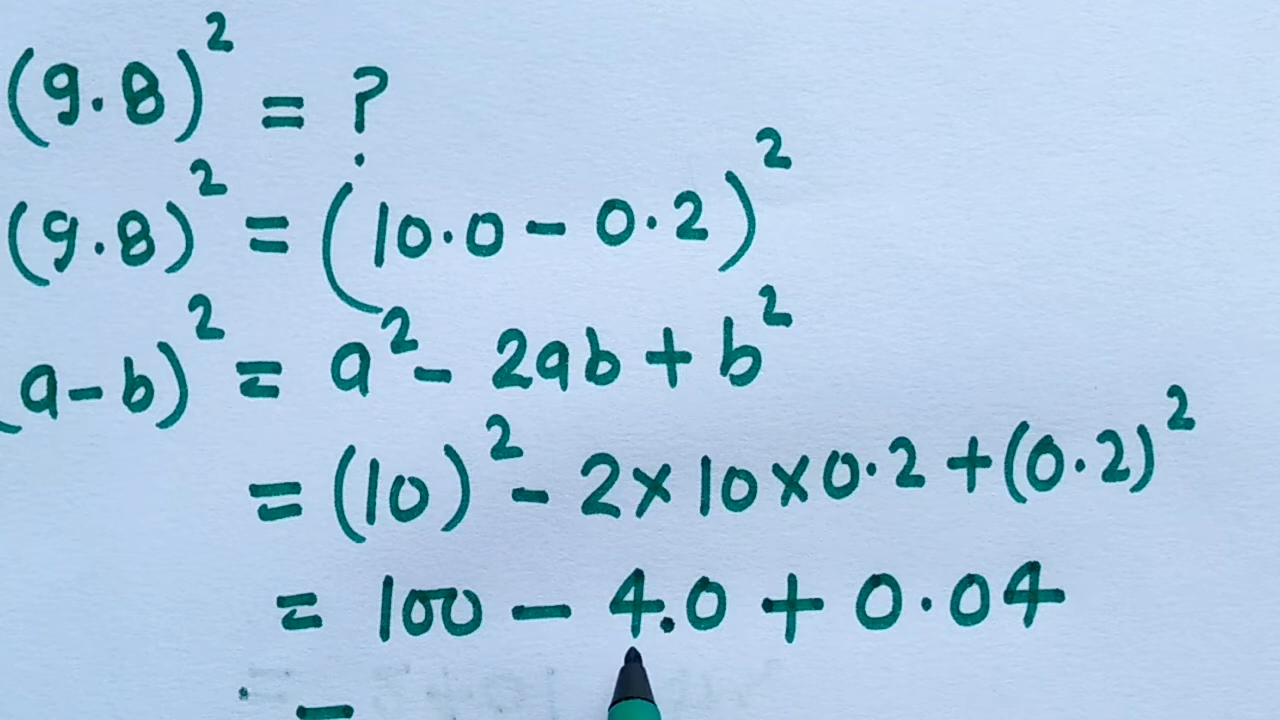 (9.8)² = ?
(9.8)² = (10.0 - 0.2)²
(a-b)² = a² - 2ab + b²
= (10)² - 2×10×0.2 + (0.2)²
= 100 - 4.0 + 0.04
=